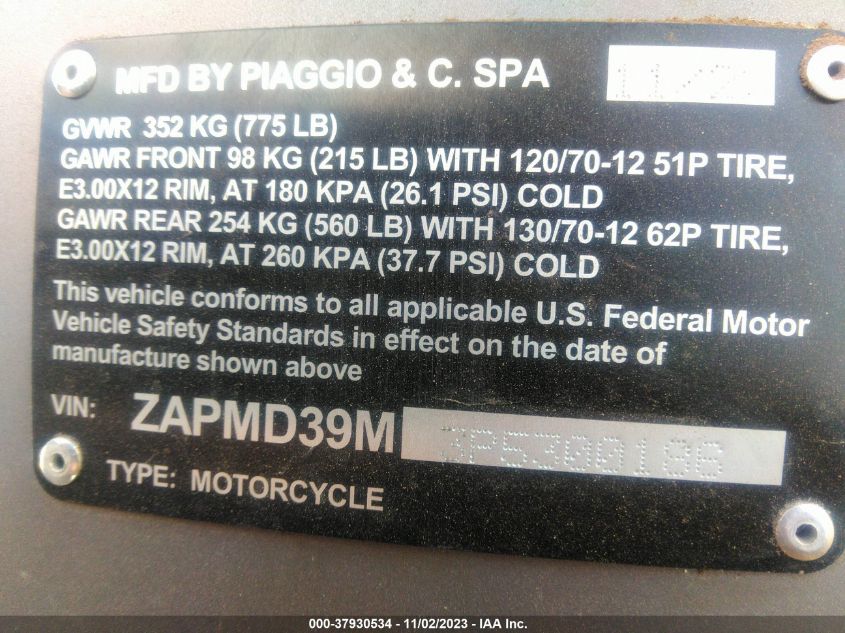 MFD BY PIAGGIO & C. SPA
GVWR 352 KG (775 LB)
GAWR FRONT 98 KG (215 LB) WITH 120/70-12 51P TIRE,
E3.00X12 RIM, AT 180 KPA (26.1 PSI) COLD
GAWR REAR 254 KG (560 LB) WITH 130/70-12 62P TIRE,
E3.00X12 RIM, AT 260 KPA (37.7 PSI) COLD
This vehicle conforms to all applicable U.S. Federal Motor
Vehicle Safety Standards in effect on the date of
manufacture shown above
VIN: ZAPMD39M 3P5300186
TYPE: MOTORCYCLE
000-37930534 - 11/02/2023 - IAA Inc.